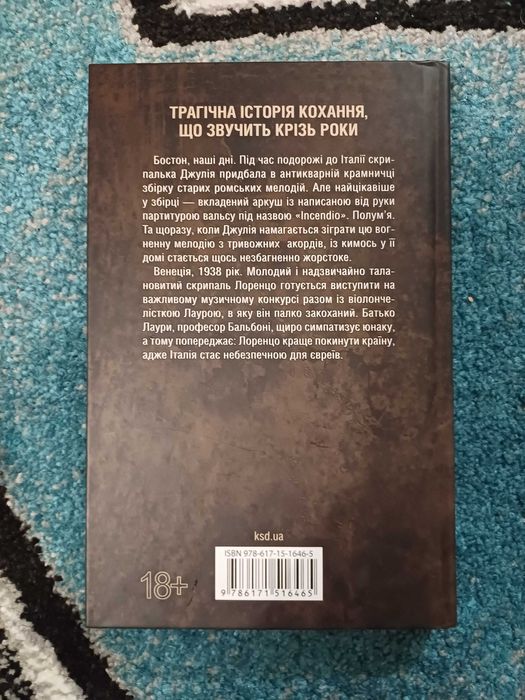 ТРАГІЧНА ІСТОРІЯ КОХАННЯ,
ЩО ЗВУЧИТЬ КРІЗЬ РОКИ
Бостон, наші дні. Під час подорожі до Італії скри-
палька Джулія придбала в антикварній крамничці
збірку старих ромських мелодій. Але найцікавіше
у збірці — вкладений аркуш із написаною від руки
партитурою вальсу під назвою «Incendio». Полум’я.
Та щоразу, коли Джулія намагається зіграти цю вог-
ненну мелодію з тривожних акордів, із кимось у її
домі стається щось незбагненно жорстоке.
Венеція, 1938 рік. Молодий і надзвичайно тала-
новитий скрипаль Лоренцо готується виступити на
важливому музичному конкурсі разом із віолонче-
лісткою Лаурою, в яку він палко закоханий. Батько
Лаури, професор Бальбоні, щиро симпатизує юнаку,
а тому попереджає: Лоренцо краще покинути країну,
адже Італія стає небезпечною для євреїв.
ksd.ua
ISBN 978-617-15-1646-5
18+
9 786171 516465